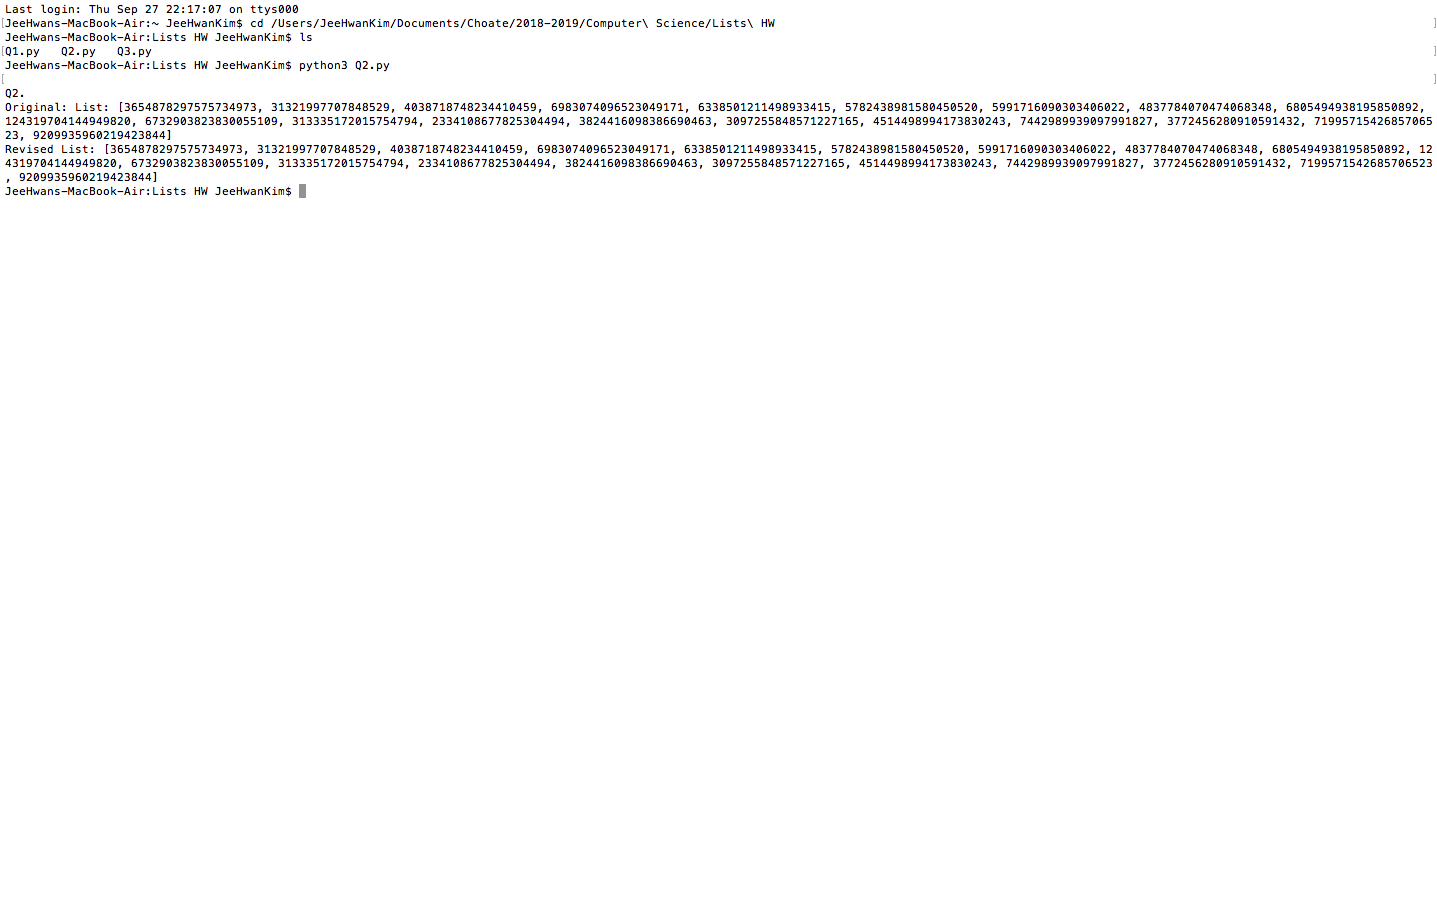 Last login: Thu Sep 27 22:17:07 on ttys000
[JeeHwans-MacBook-Air:~ JeeHwanKim$ cd /Users/JeeHwanKim/Documents/Choate/2018-2019/Computer\ Science/Lists\ HW ]
JeeHwans-MacBook-Air:Lists HW JeeHwanKim$ ls
[Q1.py Q2.py Q3.py ]
JeeHwans-MacBook-Air:Lists HW JeeHwanKim$ python3 Q2.py
[ ]
Q2.
Original: List: [3654878297575734973, 31321997707848529, 4038718748234410459, 6983074096523049171, 6338501211498933415, 5782438981580450520, 5991716090303406022, 4837784070474068348, 6805494938195850892,
124319704144949820, 6732903823830055109, 313335172015754794, 2334108677825304494, 3824416098386690463, 3097255848571227165, 4514498994173830243, 7442989939097991827, 3772456280910591432, 71995715426857065
23, 9209935960219423844]
Revised List: [3654878297575734973, 31321997707848529, 4038718748234410459, 6983074096523049171, 6338501211498933415, 5782438981580450520, 5991716090303406022, 4837784070474068348, 6805494938195850892, 12
4319704144949820, 6732903823830055109, 313335172015754794, 2334108677825304494, 3824416098386690463, 3097255848571227165, 4514498994173830243, 7442989939097991827, 3772456280910591432, 7199571542685706523
, 9209935960219423844]
JeeHwans-MacBook-Air:Lists HW JeeHwanKim$